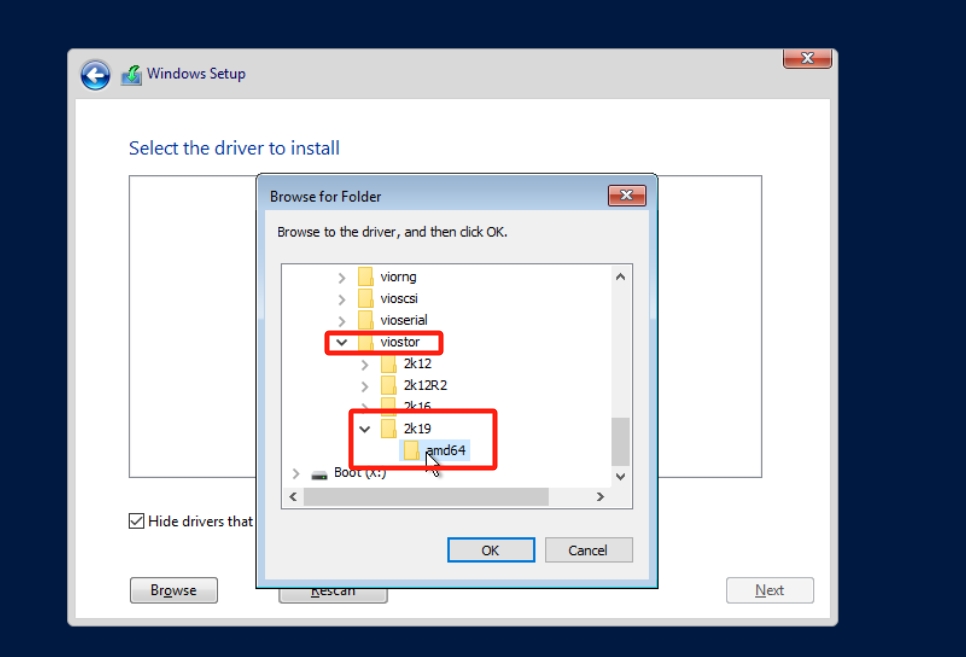 Windows Setup
Select the driver to install
Browse for Folder
Browse to the driver, and then click OK.
viorng
vioscsi
vioserial
viostor
2k12
2k12R2
2k16
2k19
amd64
Boot (X:)
Hide drivers that
OK
Cancel
Browse
Rescan
Next